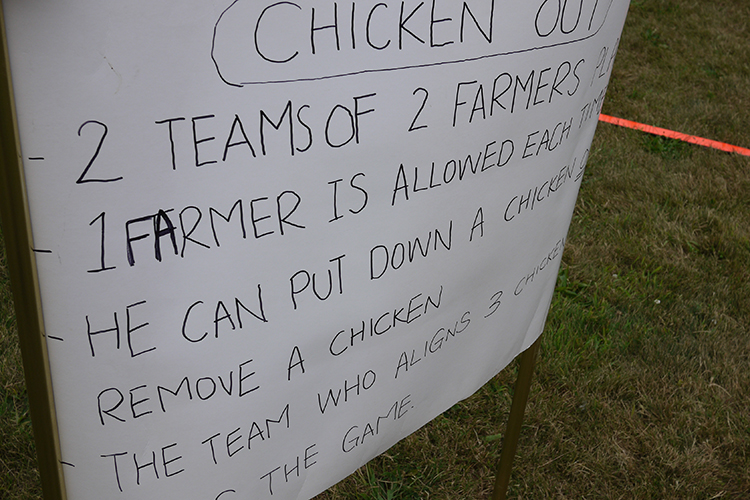 CHICKEN OUT
- 2 TEAMS OF 2 FARMERS
- 1 FARMER IS ALLOWED EACH
- HE CAN PUT DOWN A CHICKEN
REMOVE A CHICKEN
- THE TEAM WHO ALIGNS 3
THE GAME.